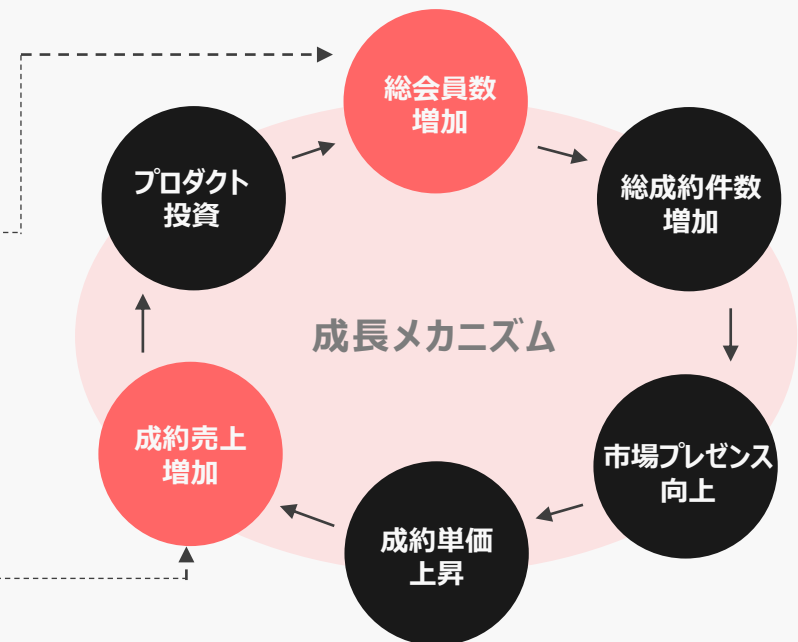 総会員数
増加
総成約件数
増加
市場プレゼンス
向上
成約単価
上昇
成約売上
増加
プロダクト
投資
成長メカニズム